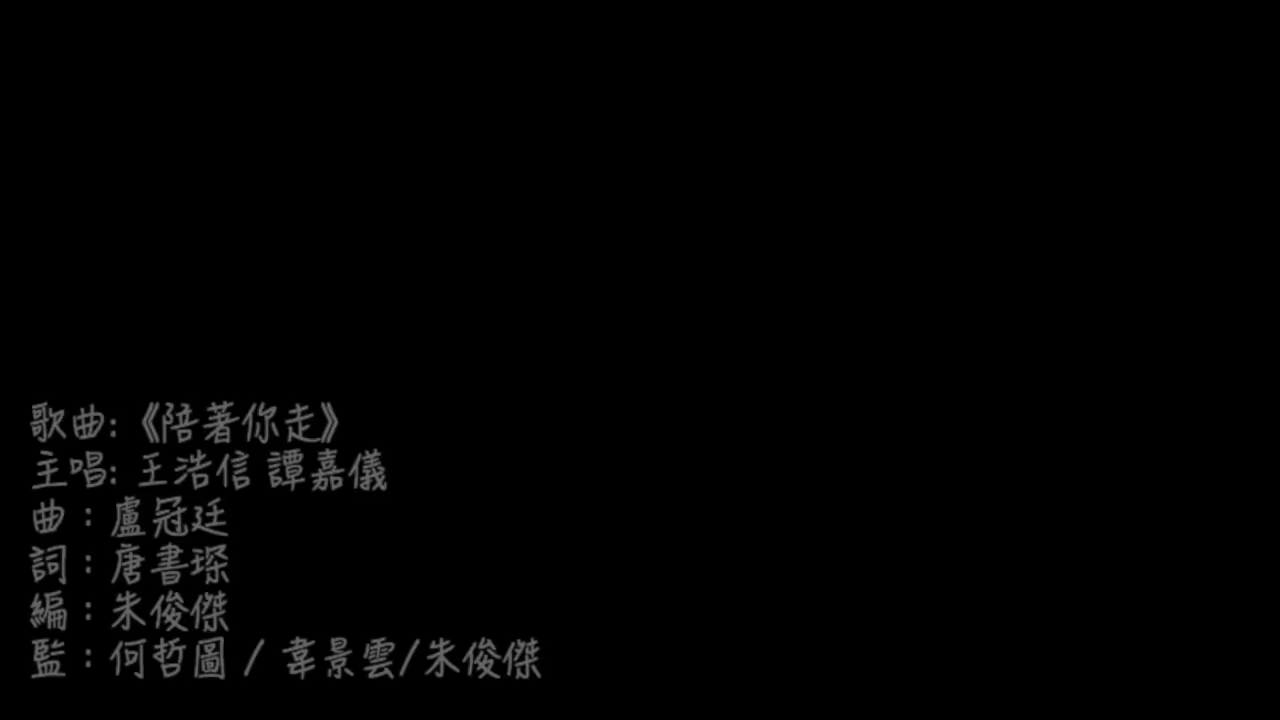 歌曲:《陪著你走》
主唱: 王浩信 譚嘉儀
曲：盧冠廷
詞：唐書琛
編：朱俊傑
監：何哲圖 / 韋景雲/朱俊傑